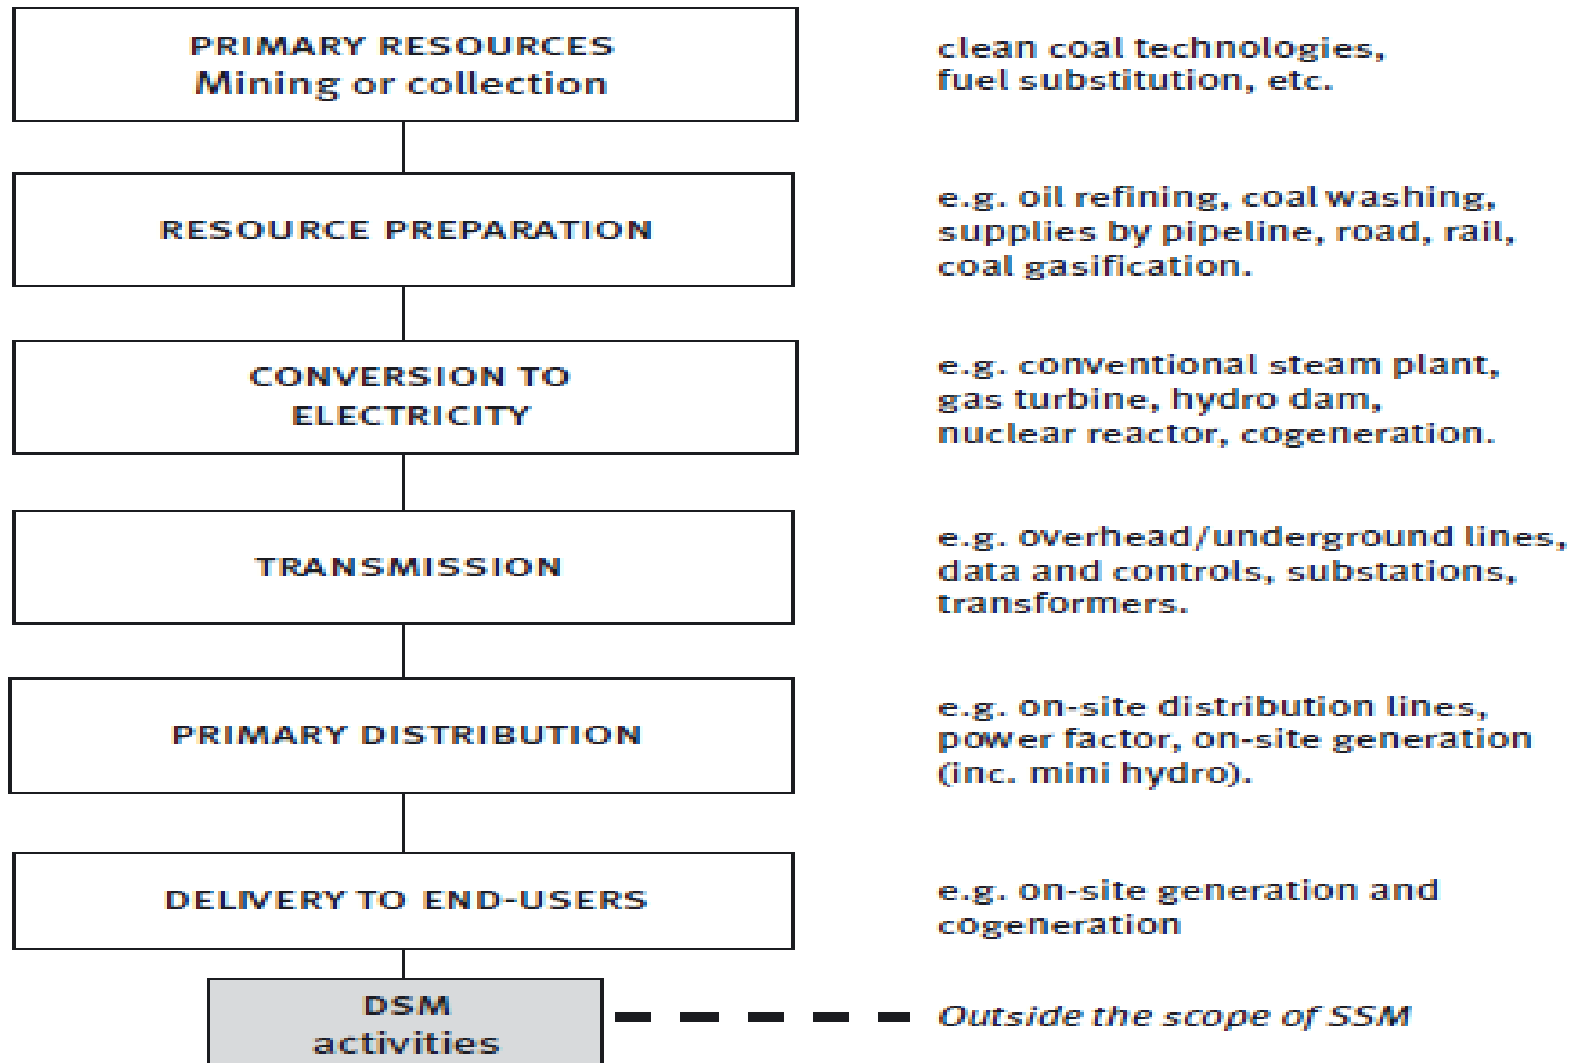 PRIMARY RESOURCES
Mining or collection
clean coal technologies,
fuel substitution, etc.
RESOURCE PREPARATION
e.g. oil refining, coal washing,
supplies by pipeline, road, rail,
coal gasification.
CONVERSION TO
ELECTRICITY
e.g. conventional steam plant,
gas turbine, hydro dam,
nuclear reactor, cogeneration.
TRANSMISSION
e.g. overhead/underground lines,
data and controls, substations,
transformers.
PRIMARY DISTRIBUTION
e.g. on-site distribution lines,
power factor, on-site generation
(inc. mini hydro).
DELIVERY TO END-USERS
e.g. on-site generation and
cogeneration
DSM
activities
Outside the scope of SSM